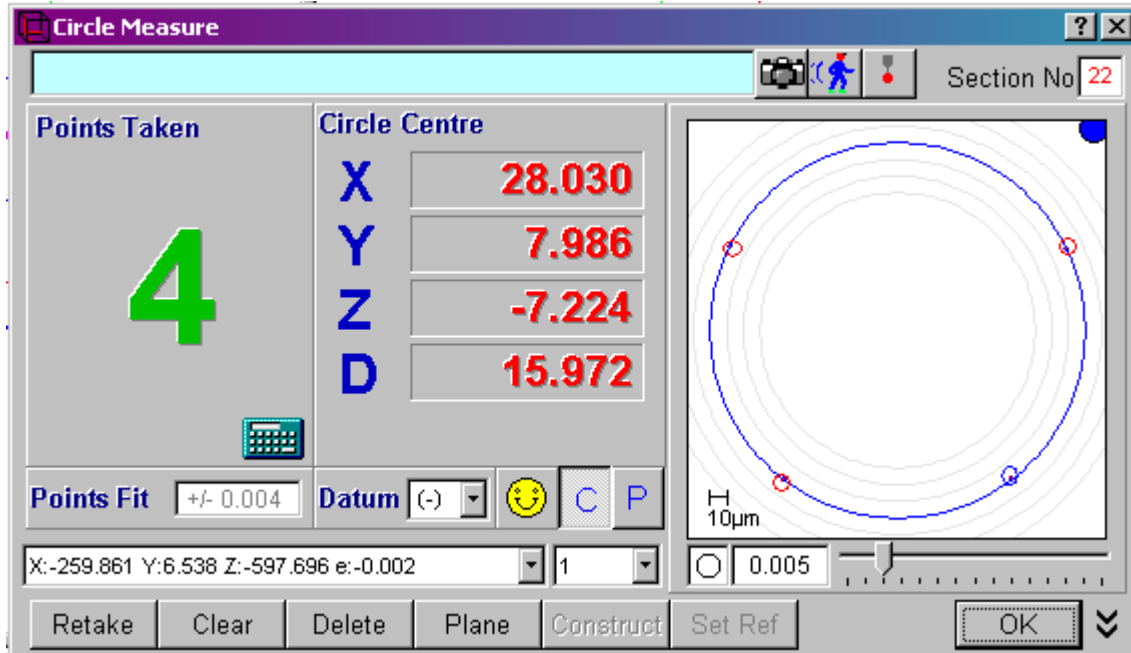 Circle Measure
Section No 22
Points Taken
4
Circle Centre
X 28.030
Y 7.986
Z -7.224
D 15.972
10µm
Points Fit +/- 0.004
Datum (-) C P
X:-259.861 Y:6.538 Z:-597.696 e:-0.002 1
0.005
Retake Clear Delete Plane Construct Set Ref OK